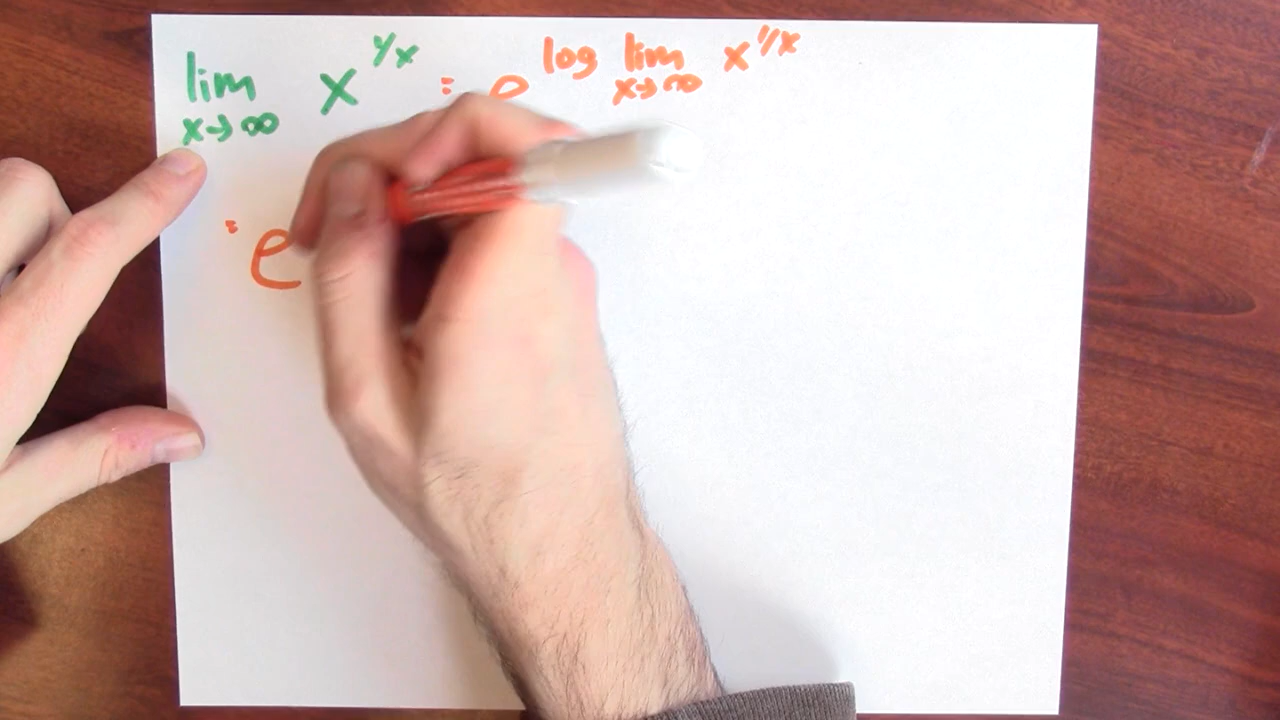 lim x→∞ x^{1/x} = e^{log lim x→∞ x^{1/x}}
= e